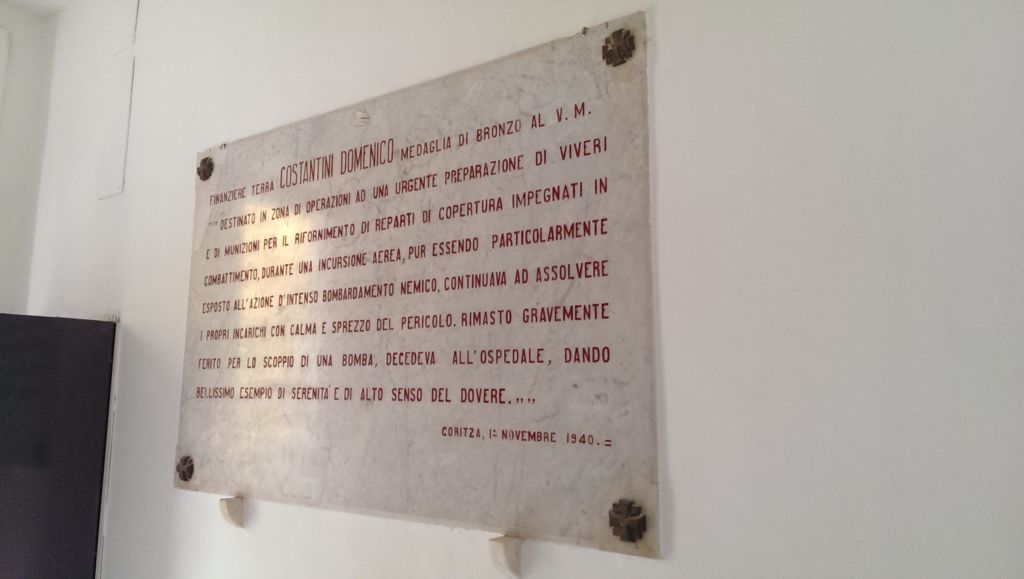 FINANZIERE TERRA COSTANTINI DOMENICO MEDAGLIA DI BRONZO AL V. M.
"" DESTINATO IN ZONA DI OPERAZIONI AD UNA URGENTE PREPARAZIONE DI VIVERI
E DI MUNIZIONI PER IL RIFORNIMENTO DI REPARTI DI COPERTURA IMPEGNATI IN
COMBATTIMENTO, DURANTE UNA INCURSIONE AEREA, PUR ESSENDO PARTICOLARMENTE
ESPOSTO ALL'AZIONE D'INTENSO BOMBARDAMENTO NEMICO, CONTINUAVA AD ASSOLVERE
I PROPRI INCARICHI CON CALMA E SPREZZO DEL PERICOLO. RIMASTO GRAVEMENTE
FERITO PER LO SCOPPIO DI UNA BOMBA, DECEDEVA ALL'OSPEDALE, DANDO
BELLISSIMO ESEMPIO DI SERENITA' E DI ALTO SENSO DEL DOVERE. ,, ,,
CORITZA, 1= NOVEMBRE 1940. =